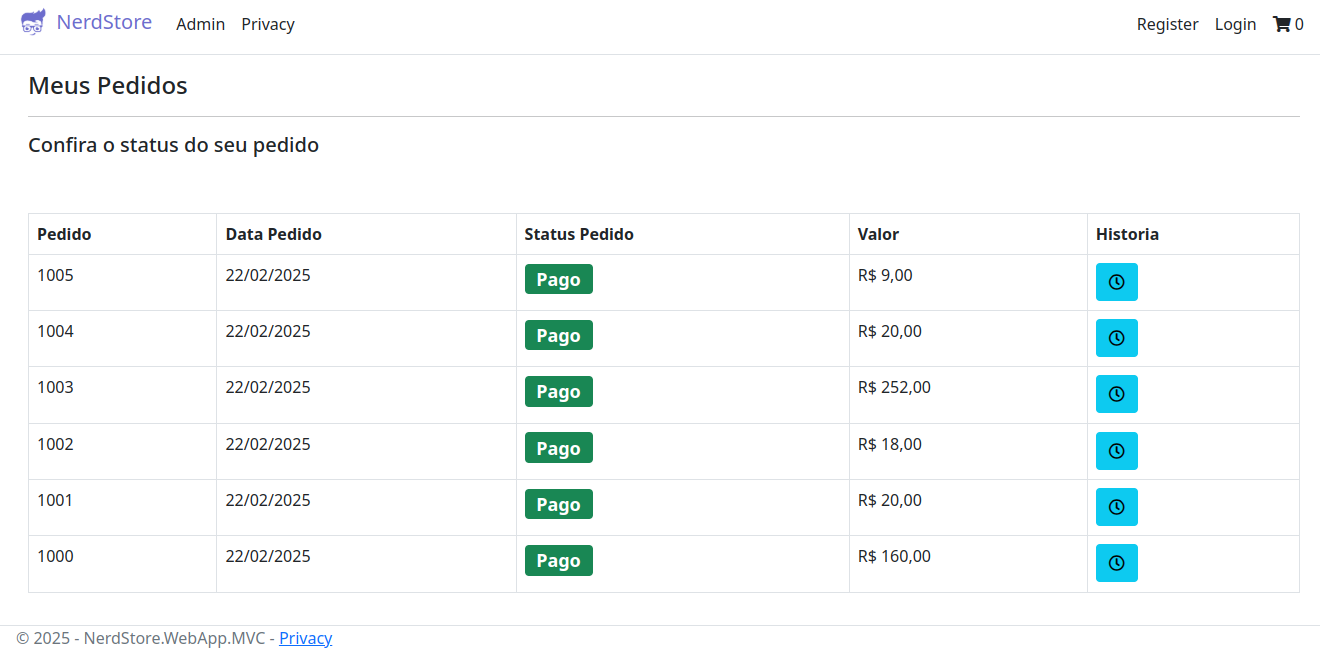 NerdStore Admin Privacy Register Login 0
Meus Pedidos
Confira o status do seu pedido
Pedido Data Pedido Status Pedido Valor Historia
1005 22/02/2025 Pago R$ 9,00
1004 22/02/2025 Pago R$ 20,00
1003 22/02/2025 Pago R$ 252,00
1002 22/02/2025 Pago R$ 18,00
1001 22/02/2025 Pago R$ 20,00
1000 22/02/2025 Pago R$ 160,00
© 2025 - NerdStore.WebApp.MVC - Privacy